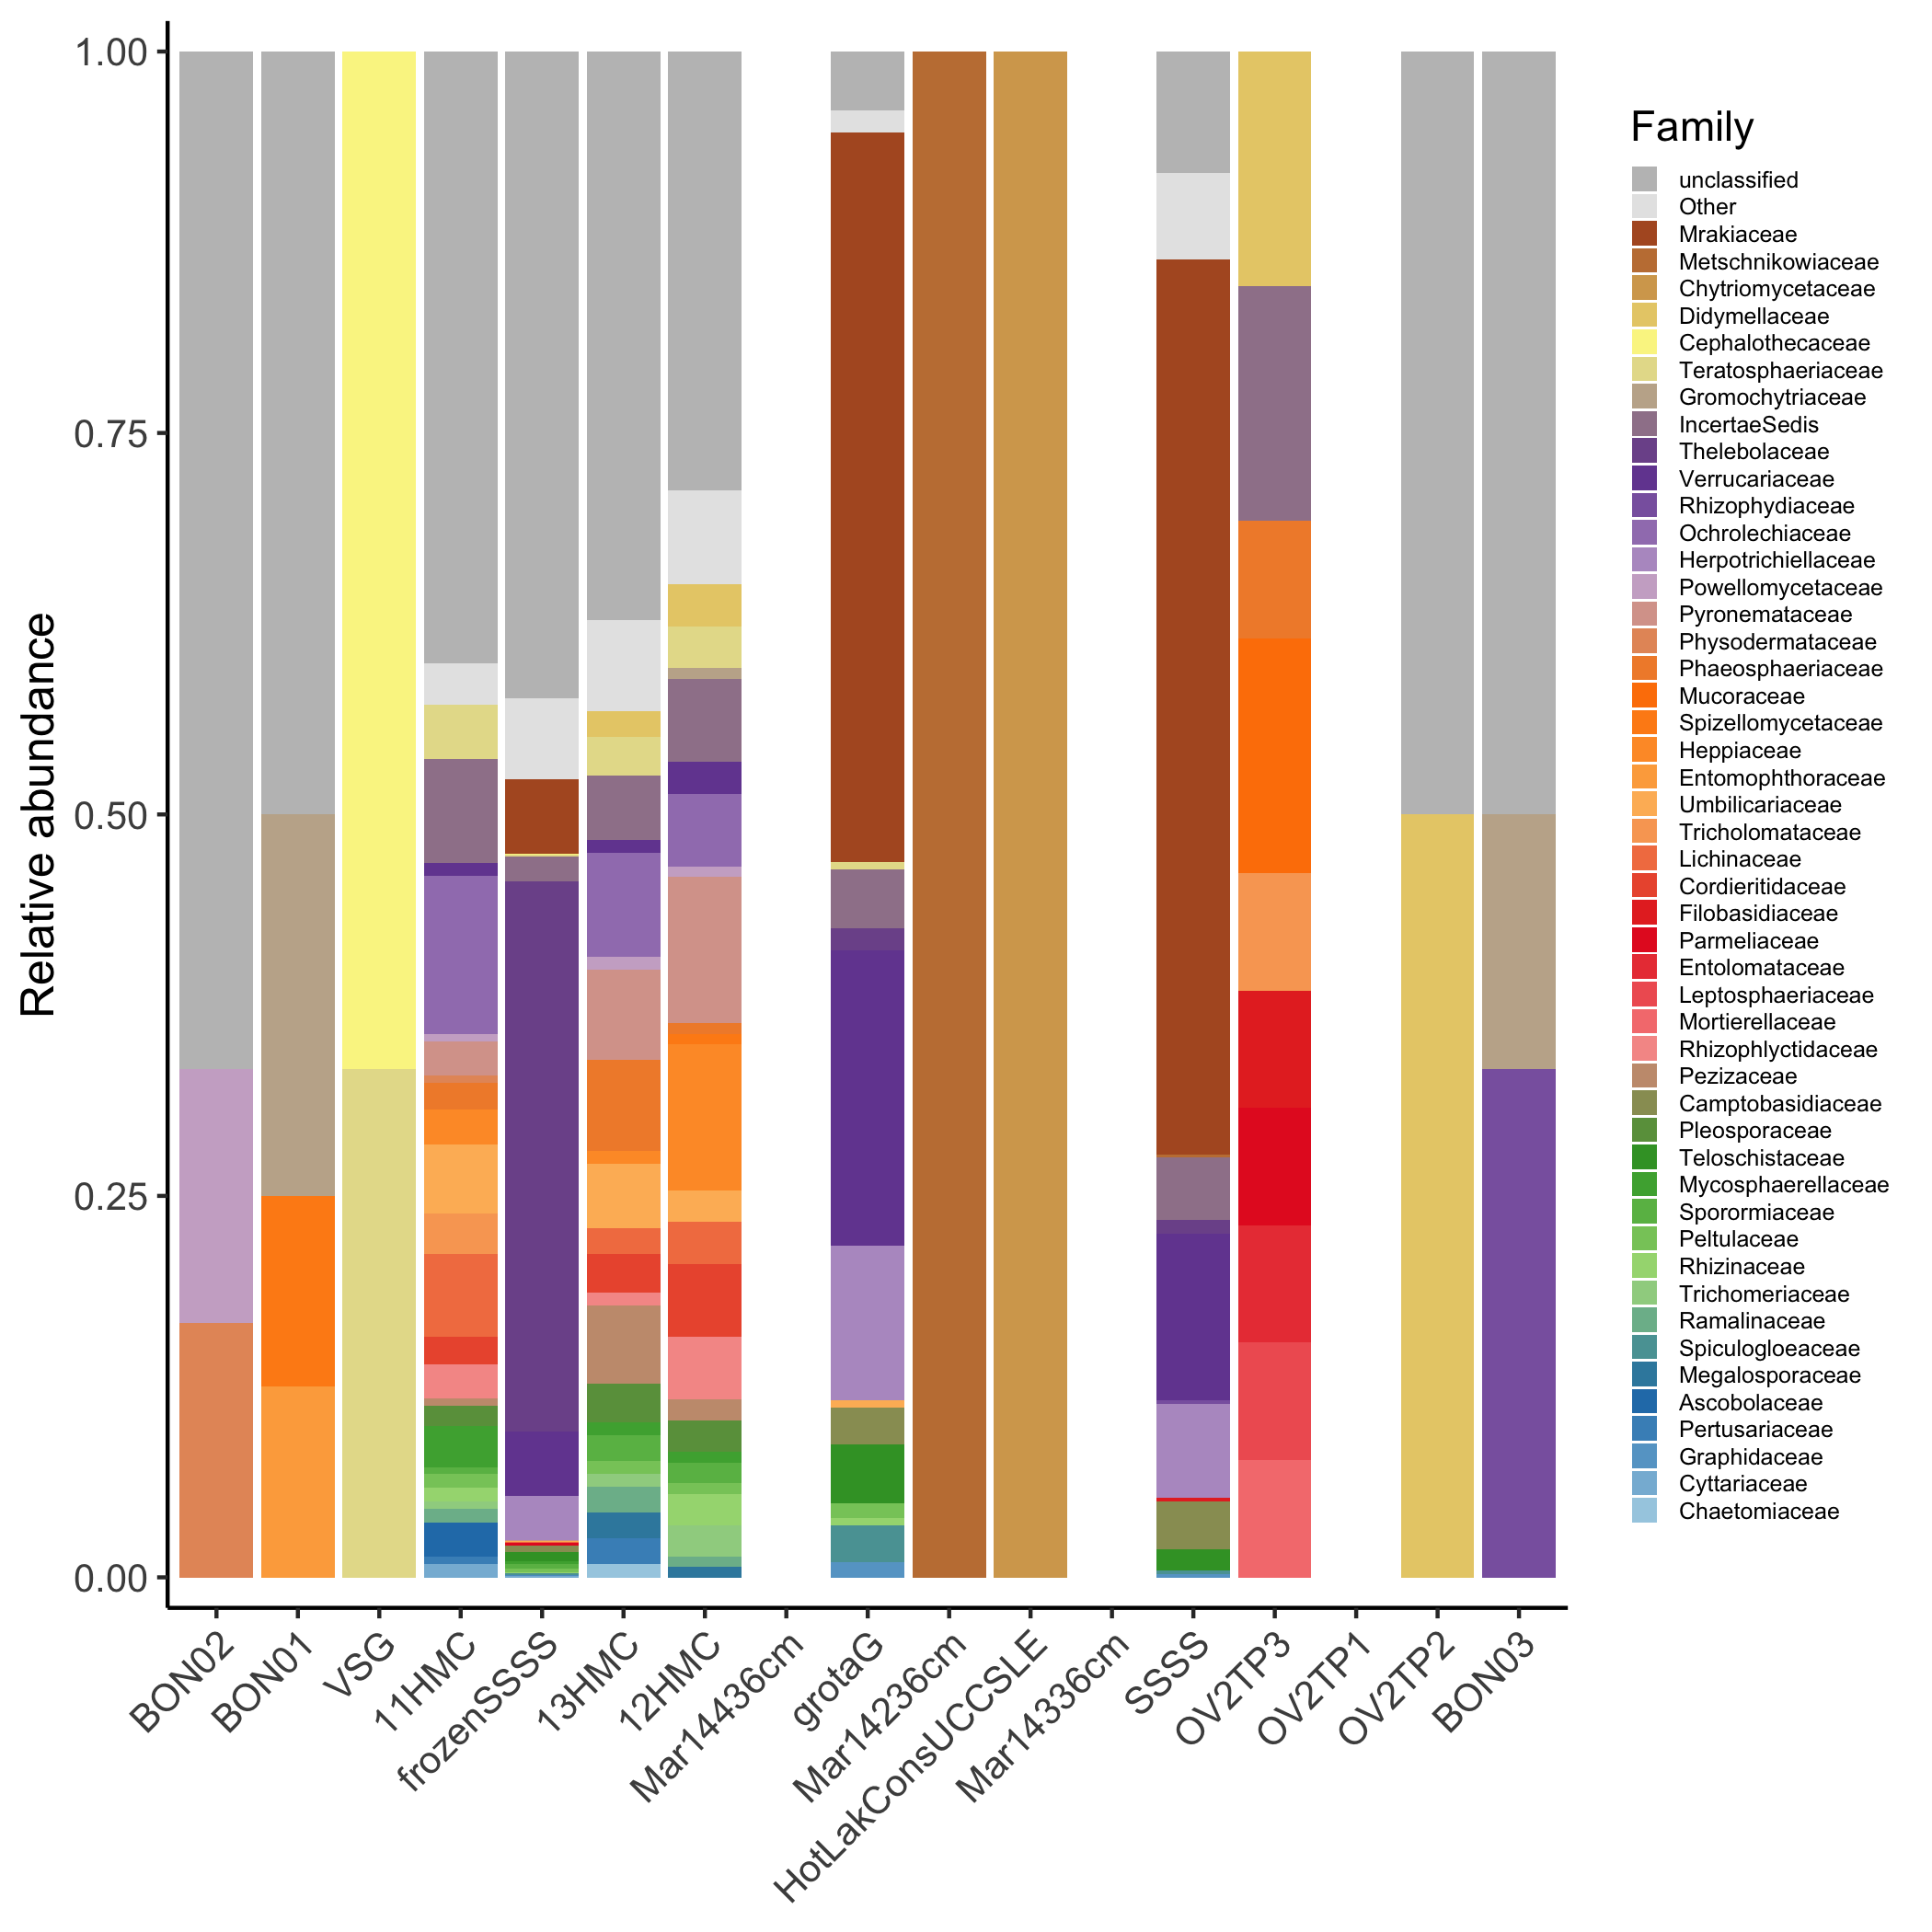 Relative abundance
1.00
0.75
0.50
0.25
0.00
BON02
BON01
VSG
11HMC
frozenSSSS
13HMC
12HMC
Mar14436cm
grotaG
Mar14236cm
HotLakConsUCCSLE
Mar14336cm
SSSS
OV2TP3
OV2TP1
OV2TP2
BON03
Family
unclassified
Other
Mrakiaceae
Metschnikowiaceae
Chytriomycetaceae
Didymellaceae
Cephalothecaceae
Teratosphaeriaceae
Gromochytriaceae
IncertaeSedis
Thelebolaceae
Verrucariaceae
Rhizophydiaceae
Ochrolechiaceae
Herpotrichiellaceae
Powellomycetaceae
Pyronemataceae
Physodermataceae
Phaeosphaeriaceae
Mucoraceae
Spizellomycetaceae
Heppiaceae
Entomophthoraceae
Umbilicariaceae
Tricholomataceae
Lichinaceae
Cordieritidaceae
Filobasidiaceae
Parmeliaceae
Entolomataceae
Leptosphaeriaceae
Mortierellaceae
Rhizophlyctidaceae
Pezizaceae
Camptobasidiaceae
Pleosporaceae
Teloschistaceae
Mycosphaerellaceae
Sporormiaceae
Peltulaceae
Rhizinaceae
Trichomeriaceae
Ramalinaceae
Spiculogloeaceae
Megalosporaceae
Ascobolaceae
Pertusariaceae
Graphidaceae
Cyttariaceae
Chaetomiaceae